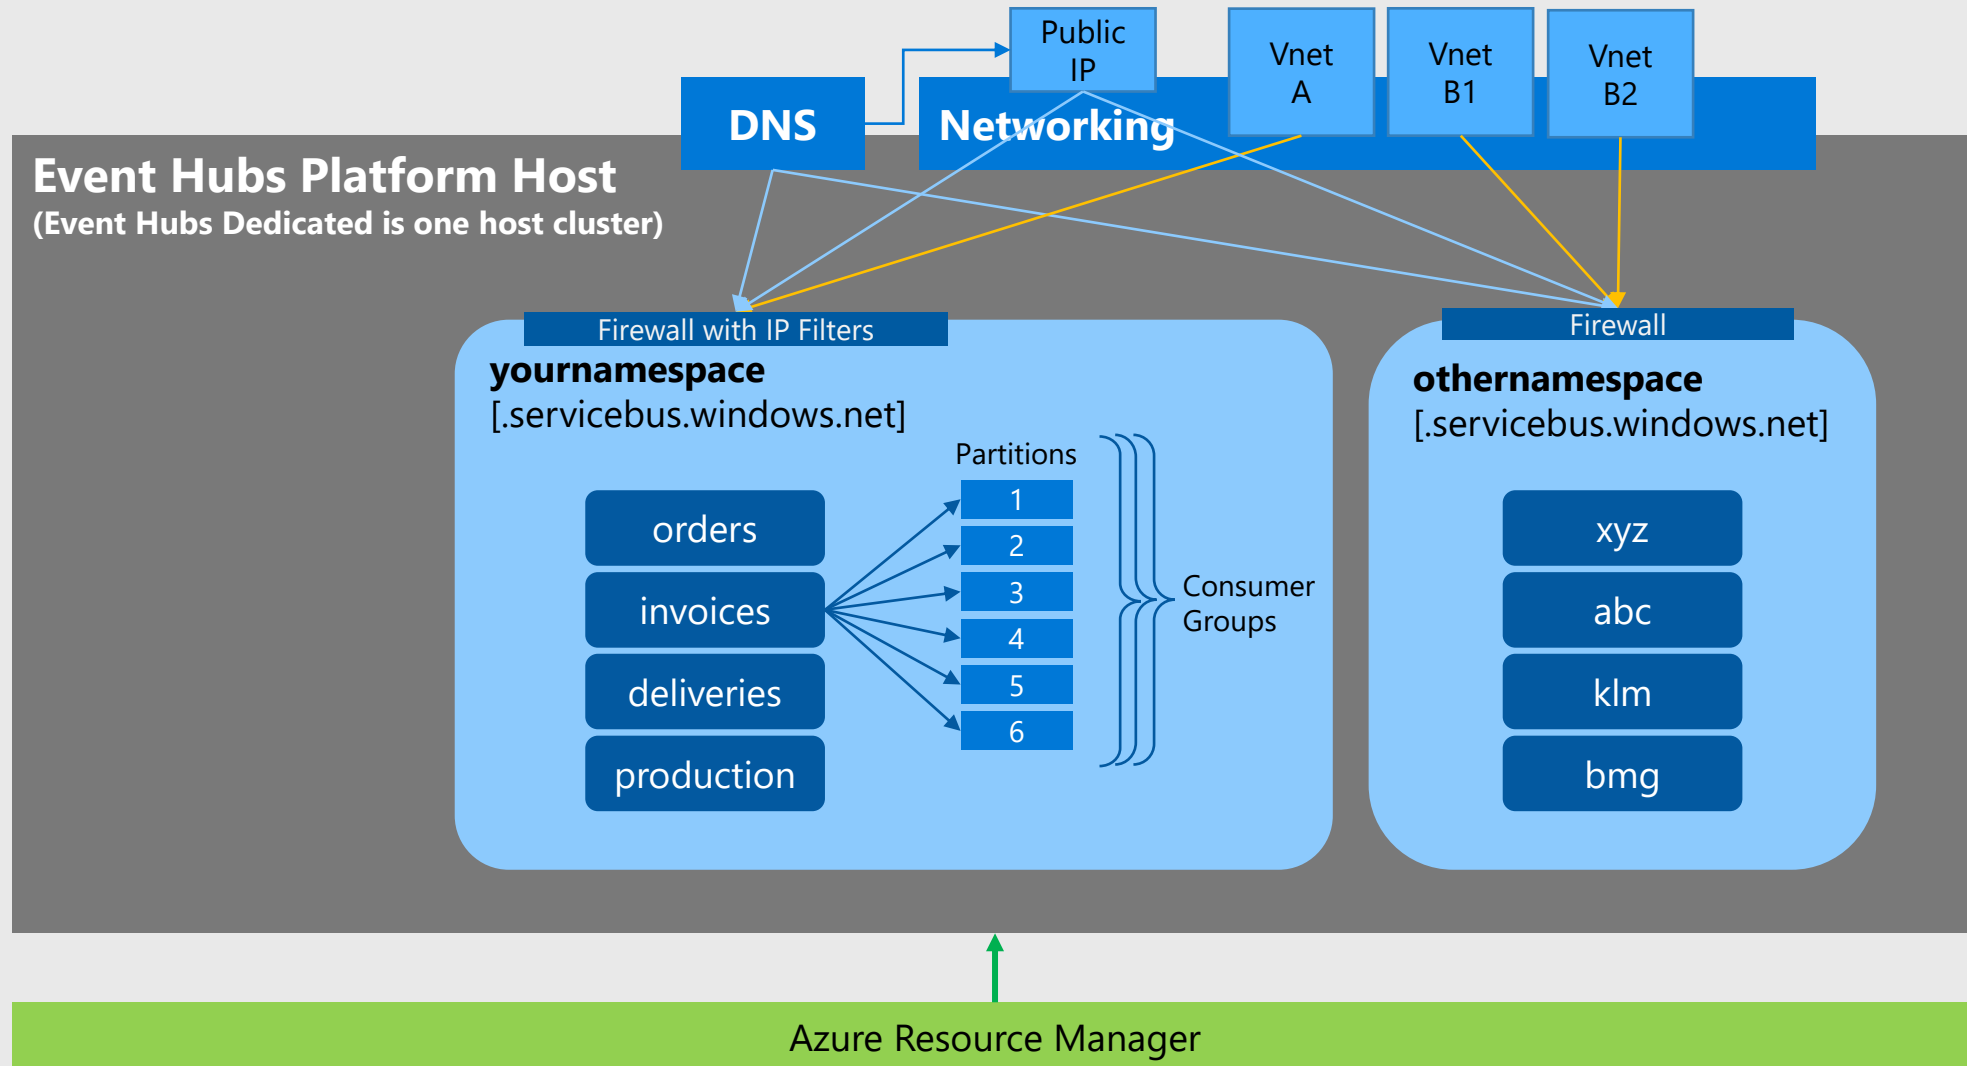 Public
IP
Vnet
A
Vnet
B1
Vnet
B2
DNS
Networking
Event Hubs Platform Host
(Event Hubs Dedicated is one host cluster)
Firewall with IP Filters
yournamespace
[.servicebus.windows.net]
Partitions
orders
invoices
deliveries
production
1
2
3
4
5
6
Consumer
Groups
Firewall
othernamespace
[.servicebus.windows.net]
xyz
abc
klm
bmg
Azure Resource Manager